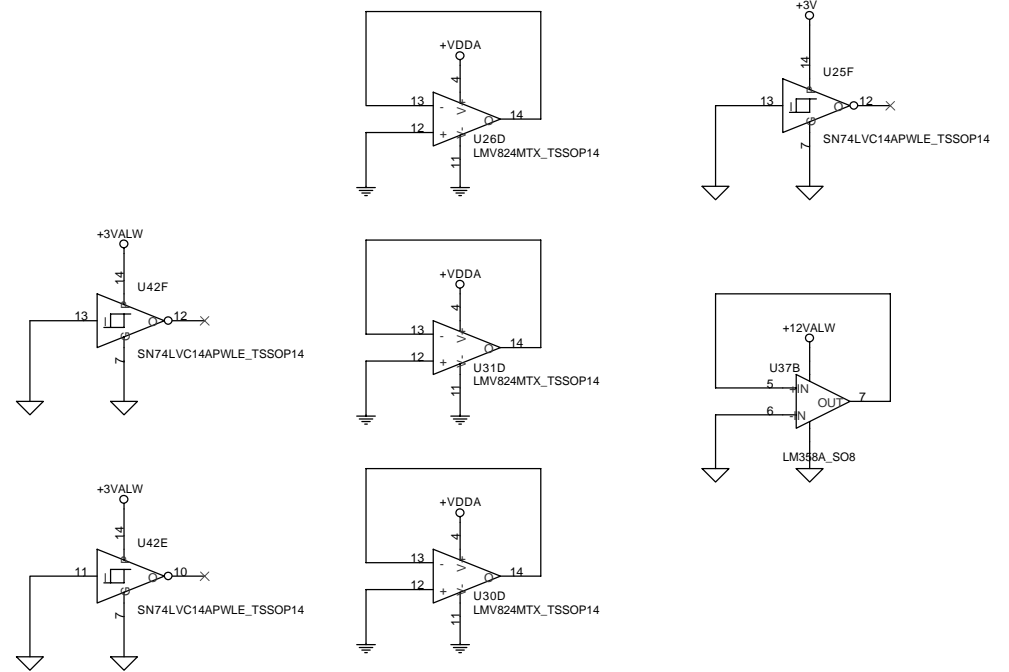 +VDDA
4
13
-
12
+
V+
V-
O
14
11
U26D
LMV824MTX_TSSOP14
+3V
14
U25F
13
I
P
O
G
12
7
SN74LVC14APWLE_TSSOP14
+3VALW
14
U42F
13
I
P
O
G
12
7
SN74LVC14APWLE_TSSOP14
+VDDA
4
13
-
12
+
V+
V-
O
14
11
U31D
LMV824MTX_TSSOP14
+12VALW
U37B
5
+IN
6
-IN
OUT
7
LM358A_SO8
+3VALW
14
U42E
11
I
P
O
G
10
7
SN74LVC14APWLE_TSSOP14
+VDDA
4
13
-
12
+
V+
V-
O
14
11
U30D
LMV824MTX_TSSOP14